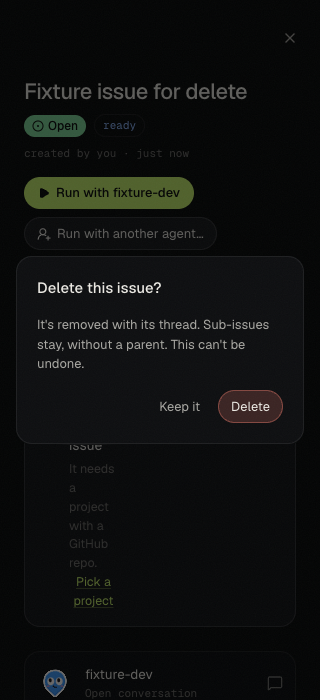 Fixture issue for delete
Open
ready
created by you · just now
Run with fixture-dev
Run with another agent…
Delete this issue?
It's removed with its thread. Sub-issues
stay, without a parent. This can't be
undone.
Keep it
Delete
issue
It needs
a
project
with a
GitHub
repo.
Pick a
project
fixture-dev
Open conversation